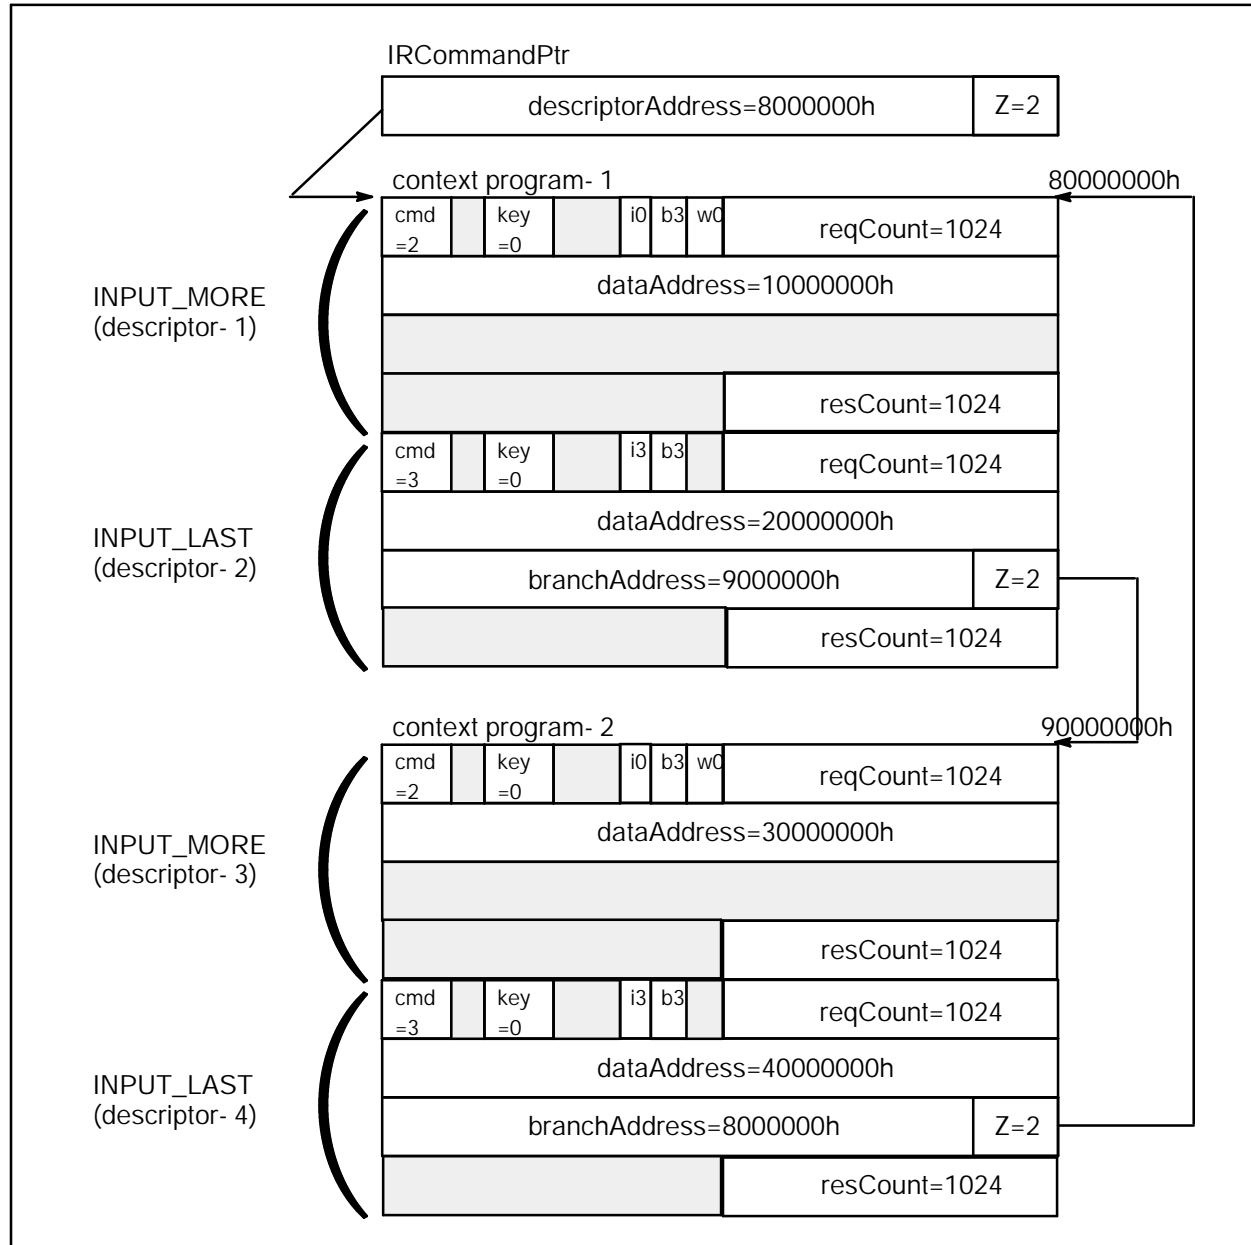 IRCommandPtr
descriptorAddress=8000000h Z=2
context program- 1 80000000h
cmd =2 key =0 i0 b3 w0 reqCount=1024
INPUT_MORE
(descriptor- 1)
dataAddress=10000000h
resCount=1024
cmd =3 key =0 i3 b3 reqCount=1024
INPUT_LAST
(descriptor- 2)
dataAddress=20000000h
branchAddress=9000000h Z=2
resCount=1024
context program- 2 90000000h
cmd =2 key =0 i0 b3 w0 reqCount=1024
INPUT_MORE
(descriptor- 3)
dataAddress=30000000h
resCount=1024
cmd =3 key =0 i3 b3 reqCount=1024
INPUT_LAST
(descriptor- 4)
dataAddress=40000000h
branchAddress=8000000h Z=2
resCount=1024